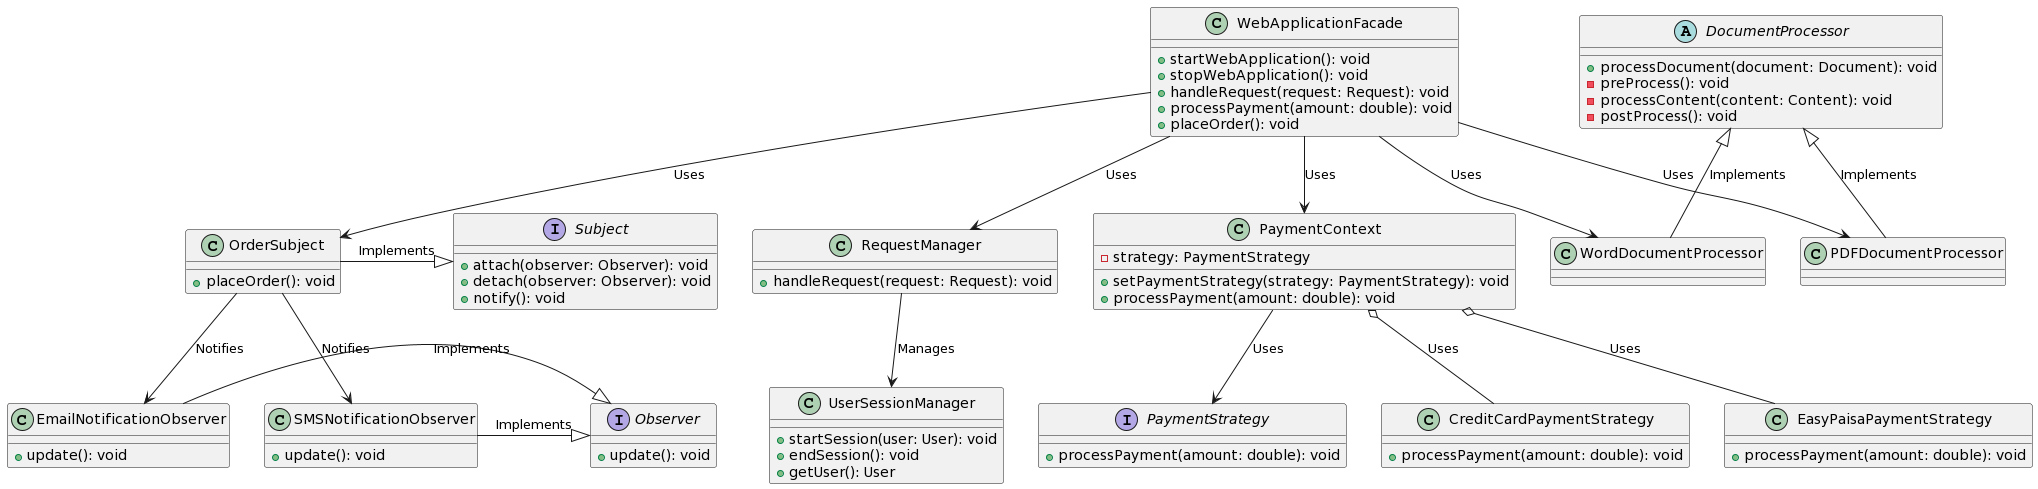 C WebApplicationFacade
startWebApplication(): void
stopWebApplication(): void
handleRequest(request: Request): void
processPayment(amount: double): void
placeOrder(): void
A DocumentProcessor
processDocument(document: Document): void
preProcess(): void
processContent(content: Content): void
postProcess(): void
Uses
Uses
Uses
Uses
Uses
Implements
Implements
C OrderSubject
placeOrder(): void
Implements
I Subject
attach(observer: Observer): void
detach(observer: Observer): void
notify(): void
C RequestManager
handleRequest(request: Request): void
C PaymentContext
strategy: PaymentStrategy
setPaymentStrategy(strategy: PaymentStrategy): void
processPayment(amount: double): void
C WordDocumentProcessor
C PDFDocumentProcessor
Notifies
Notifies
Implements
Manages
Uses
Uses
Uses
C EmailNotificationObserver
update(): void
C SMSNotificationObserver
update(): void
Implements
I Observer
update(): void
C UserSessionManager
startSession(user: User): void
endSession(): void
getUser(): User
I PaymentStrategy
processPayment(amount: double): void
C CreditCardPaymentStrategy
processPayment(amount: double): void
C EasyPaisaPaymentStrategy
processPayment(amount: double): void